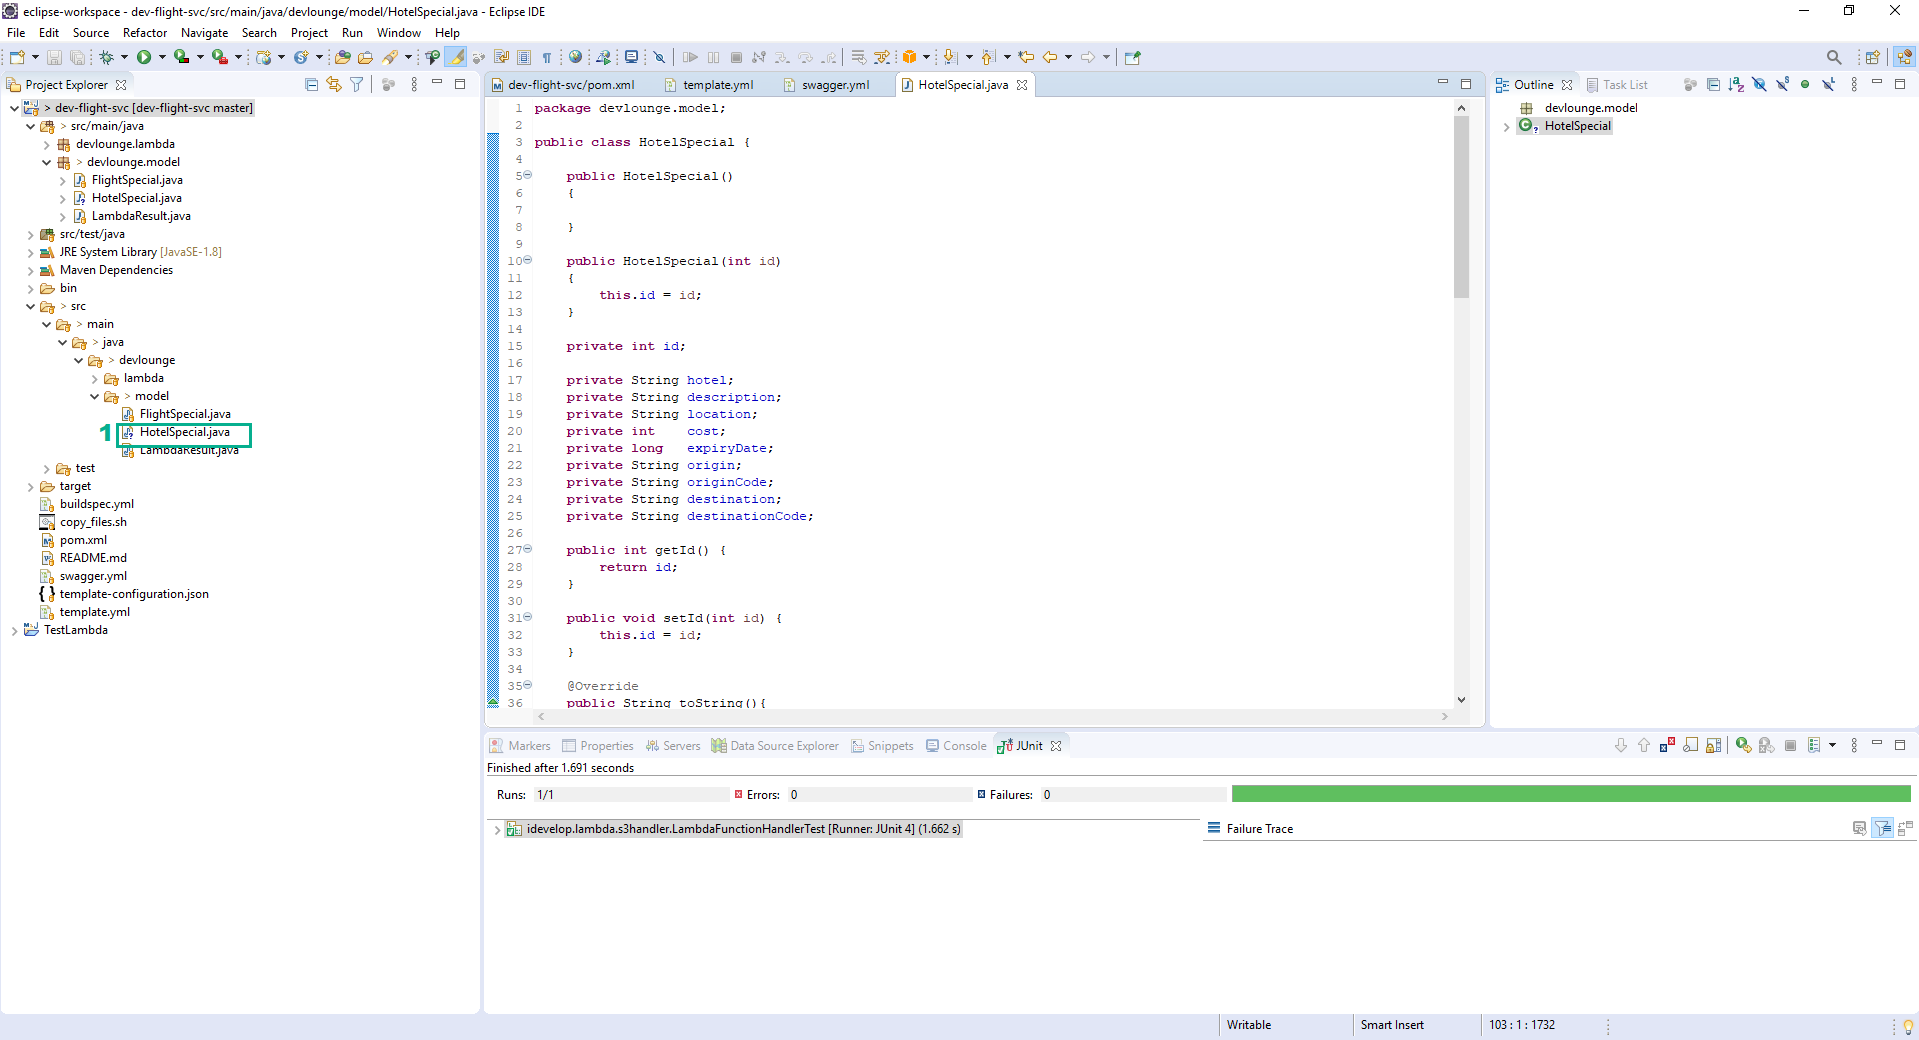 eclipse-workspace - dev-flight-svc/src/main/java/devlounge/model/HotelSpecial.java - Eclipse IDE
File Edit Source Refactor Navigate Search Project Run Window Help
Project Explorer
> dev-flight-svc [dev-flight-svc master]
> src/main/java
devlounge.lambda
> devlounge.model
FlightSpecial.java
HotelSpecial.java
LambdaResult.java
src/test/java
JRE System Library [JavaSE-1.8]
Maven Dependencies
bin
> src
> main
> java
> devlounge
lambda
> model
FlightSpecial.java
1 HotelSpecial.java
LambdaResult.java
test
target
buildspec.yml
copy_files.sh
pom.xml
README.md
swagger.yml
template-configuration.json
template.yml
TestLambda
dev-flight-svc/pom.xml template.yml swagger.yml HotelSpecial.java
1 package devlounge.model;
2
3 public class HotelSpecial {
4
5 public HotelSpecial()
6 {
7
8 }
9
10 public HotelSpecial(int id)
11 {
12 this.id = id;
13 }
14
15 private int id;
16
17 private String hotel;
18 private String description;
19 private String location;
20 private int cost;
21 private long expiryDate;
22 private String origin;
23 private String originCode;
24 private String destination;
25 private String destinationCode;
26
27 public int getId() {
28 return id;
29 }
30
31 public void setId(int id) {
32 this.id = id;
33 }
34
35 @Override
36 public String toString(){
Outline Task List
devlounge.model
HotelSpecial
Markers Properties Servers Data Source Explorer Snippets Console JUnit
Finished after 1.691 seconds
Runs: 1/1 Errors: 0 Failures: 0
idevelop.lambda.s3handler.LambdaFunctionHandlerTest [Runner: JUnit 4] (1.662 s)
Failure Trace
Writable Smart Insert 103 : 1 : 1732